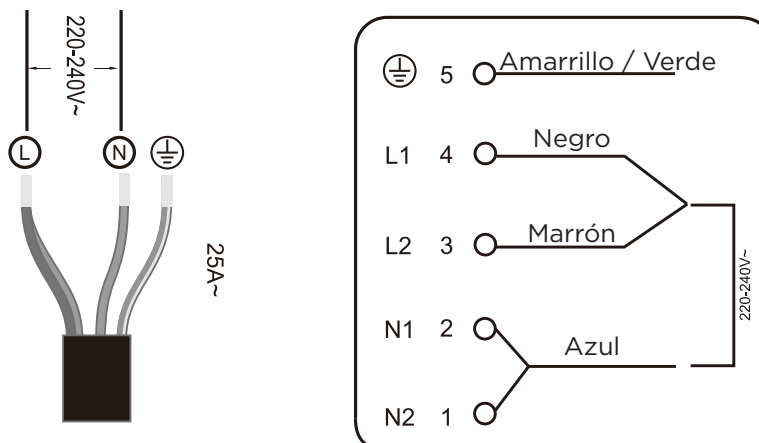 220-240V~
L
N
25A~
5 Amarrillo / Verde
L1 4 Negro
L2 3 Marrón
N1 2
Azul
N2 1
220-240V~